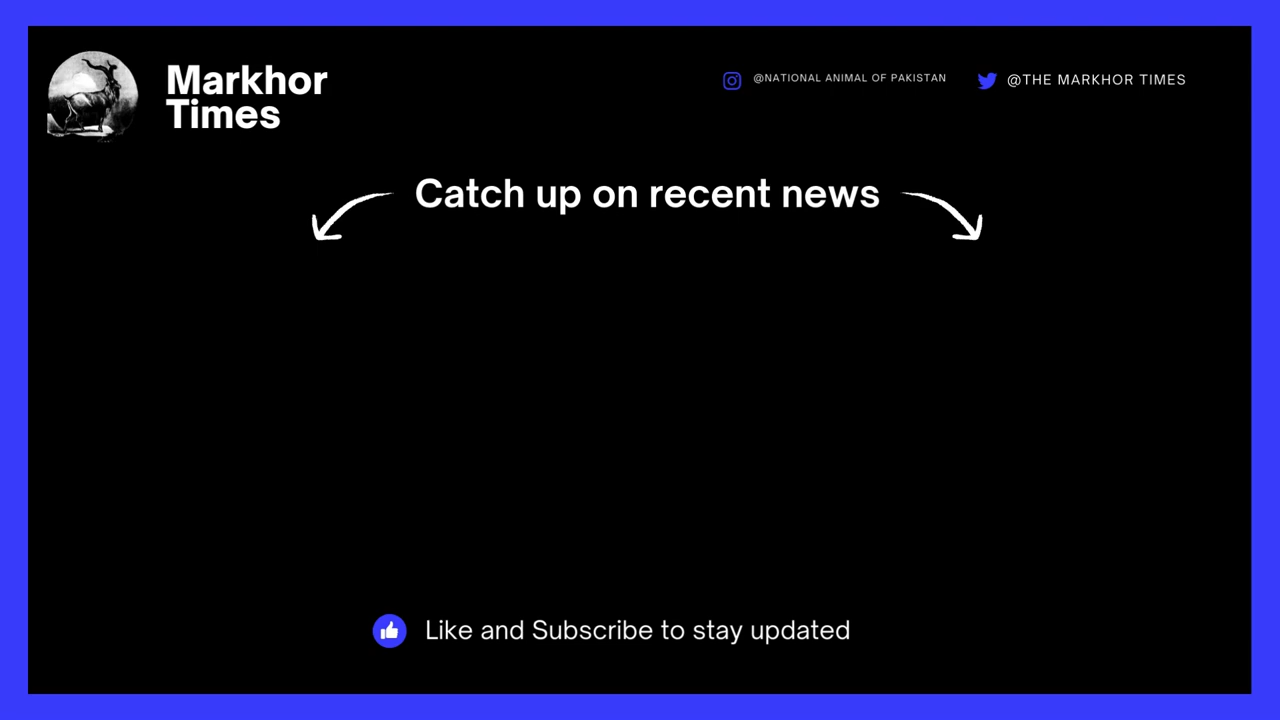 Markhor
Times
@NATIONAL ANIMAL OF PAKISTAN
@THE MARKHOR TIMES
Catch up on recent news
Like and Subscribe to stay updated